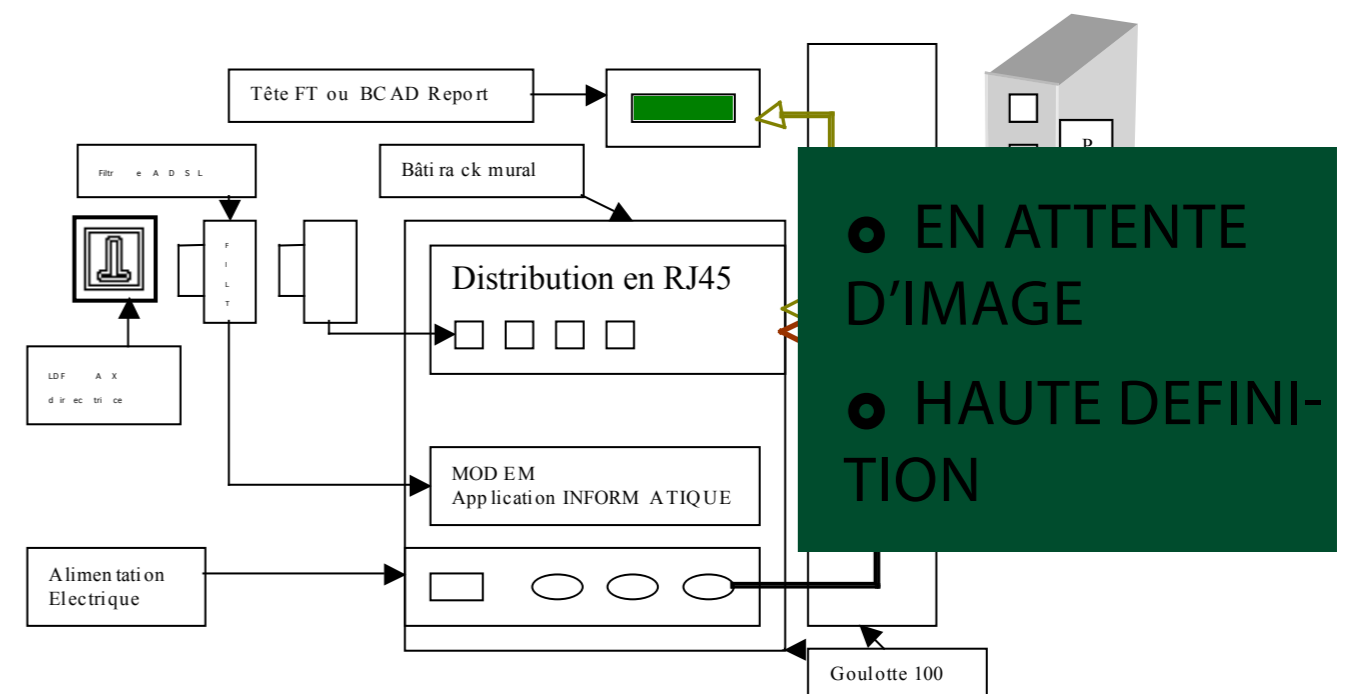 Tête FT ou BCAD Report
P
Filtre ADSL
Bâti rack mural
● EN ATTENTE
D'IMAGE
F
I
L
T
Distribution en RJ45
LDF AX
directrice
● HAUTE DEFINI-
TION
MODEM
Application INFORMATIQUE
Alimentation
Electrique
Goulotte 100